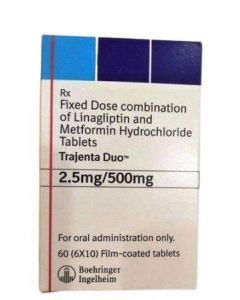 Rx
Fixed Dose combination
of Linagliptin and
Metformin Hydrochloride
Tablets
Trajenta Duo™
2.5mg/500mg
For oral administration only.
60 (6X10) Film-coated tablets
Boehringer
Ingelheim